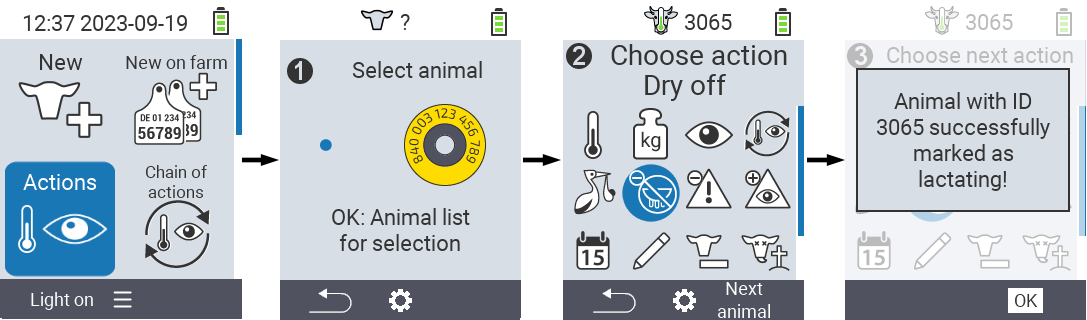 12:37 2023-09-19
New
New on farm
DE 01 234
56789
234
89
Actions
Chain of
actions
Light on
?
1
Select animal
840 003 123 456 789
OK: Animal list
for selection
3065
2
Choose action
Dry off
kg
15
Next
animal
3065
3
Choose next action
Animal with ID
3065 successfully
marked as
lactating!
15
OK